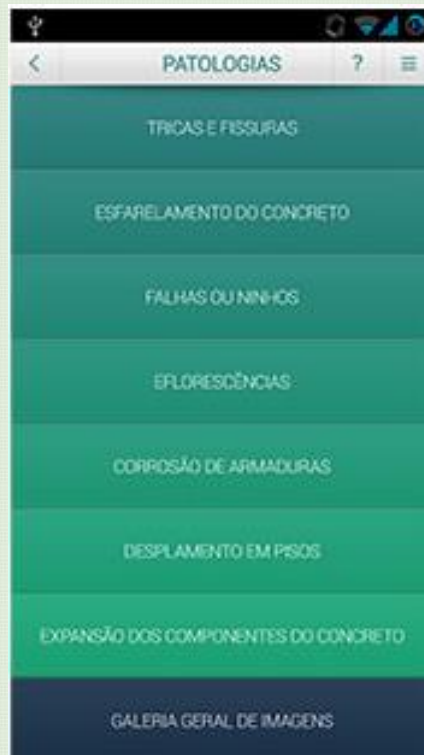 PATOLOGIAS ?
TRICAS E FISSURAS
ESFARELAMENTO DO CONCRETO
FALHAS OU NINHOS
EFLORESCÊNCIAS
CORROSÃO DE ARMADURAS
DESPLAMENTO EM PISOS
EXPANSÃO DOS COMPONENTES DO CONCRETO
GALERIA GERAL DE IMAGENS